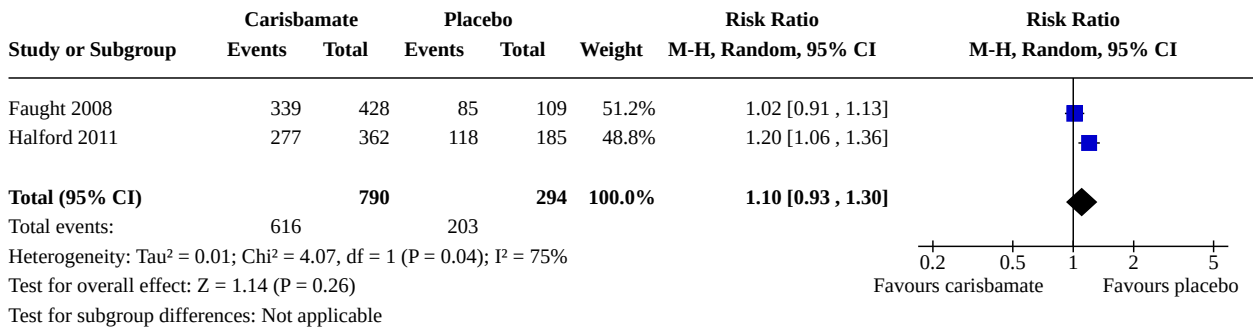 Carisbamate Placebo Risk Ratio Risk Ratio
Study or Subgroup Events Total Events Total Weight M-H, Random, 95% CI M-H, Random, 95% CI
Faught 2008 339 428 85 109 51.2% 1.02 [0.91 , 1.13]
Halford 2011 277 362 118 185 48.8% 1.20 [1.06 , 1.36]
Total (95% CI) 790 294 100.0% 1.10 [0.93 , 1.30]
Total events: 616 203
Heterogeneity: Tau² = 0.01; Chi² = 4.07, df = 1 (P = 0.04); I² = 75%
0.2 0.5 1 2 5
Test for overall effect: Z = 1.14 (P = 0.26)
Favours carisbamate Favours placebo
Test for subgroup differences: Not applicable